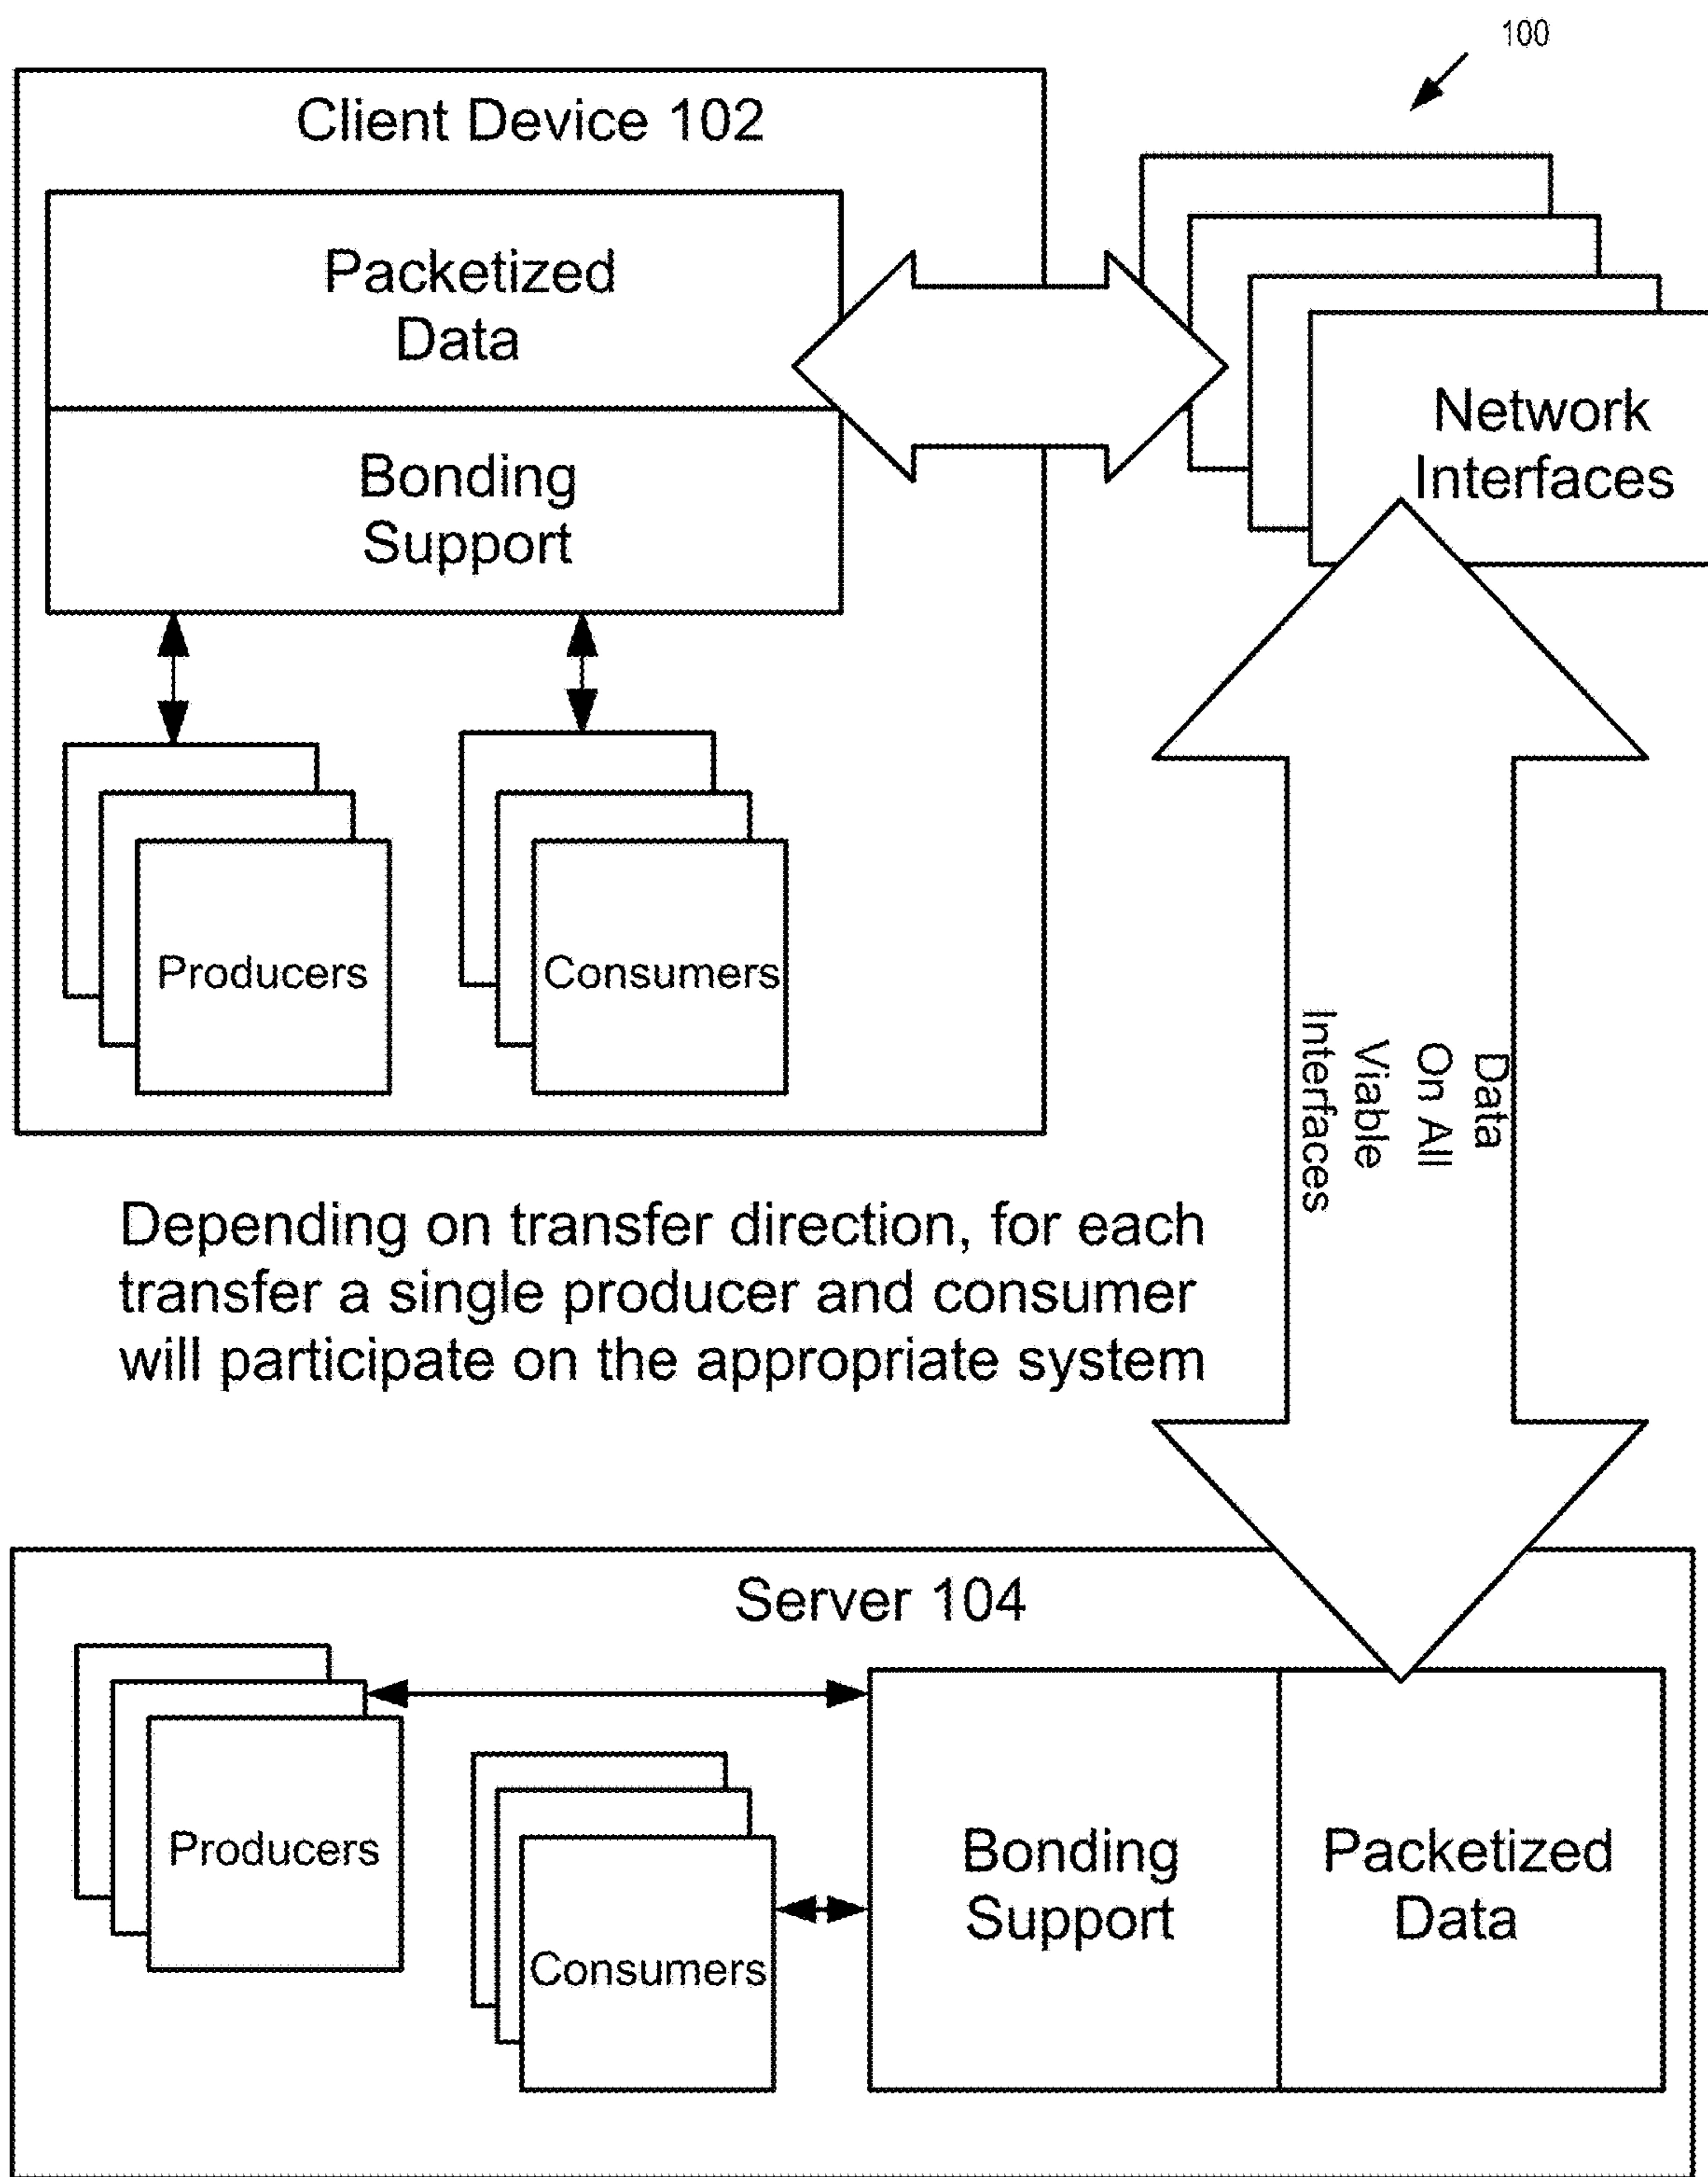 100
Client Device 102
Packetized
Data
Bonding
Support
Network
Interfaces
Producers
Consumers
Data
On All
Viable
Interfaces
Depending on transfer direction, for each
transfer a single producer and consumer
will participate on the appropriate system
Server 104
Producers
Consumers
Bonding
Support
Packetized
Data